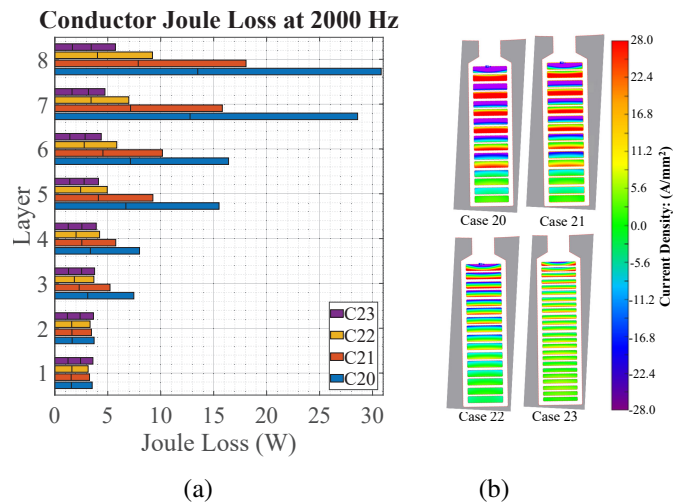 Conductor Joule Loss at 2000 Hz
8
7
6
5
4
3
2
1
Layer
C23
C22
C21
C20
0 5 10 15 20 25 30
Joule Loss (W)
(a)
Case 20 Case 21
Case 22 Case 23
28.0
22.4
16.8
11.2
5.6
0.0
-5.6
-11.2
-16.8
-22.4
-28.0
Current Density: (A/mm²)
(b)